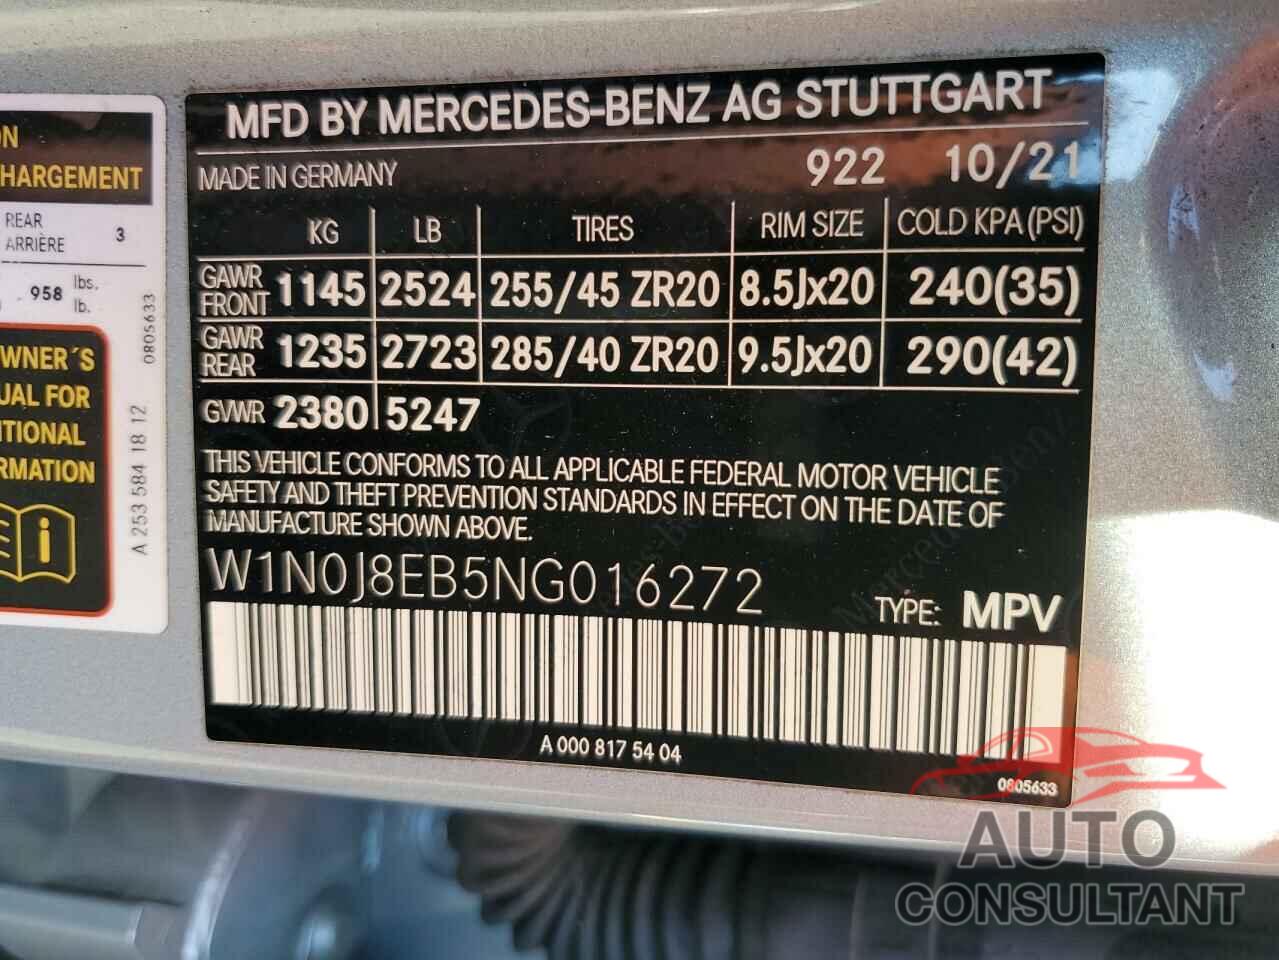 ON
HARGEMENT
REAR
ARRIÈRE 3
958 lbs.
lb.
0805633
WNER´S
UAL FOR
ITIONAL
RMATION
A 253 584 18 12
MFD BY MERCEDES-BENZ AG STUTTGART
MADE IN GERMANY 922 10/21
KG LB TIRES RIM SIZE COLD KPA (PSI)
GAWR FRONT 1145 2524 255/45 ZR20 8.5Jx20 240(35)
GAWR REAR 1235 2723 285/40 ZR20 9.5Jx20 290(42)
GVWR 2380 5247
THIS VEHICLE CONFORMS TO ALL APPLICABLE FEDERAL MOTOR VEHICLE
SAFETY AND THEFT PREVENTION STANDARDS IN EFFECT ON THE DATE OF
MANUFACTURE SHOWN ABOVE.
W1N0J8EB5NG016272
TYPE: MPV
A 000 817 54 04
0805633
Mercedes-Benz
AUTO
CONSULTANT